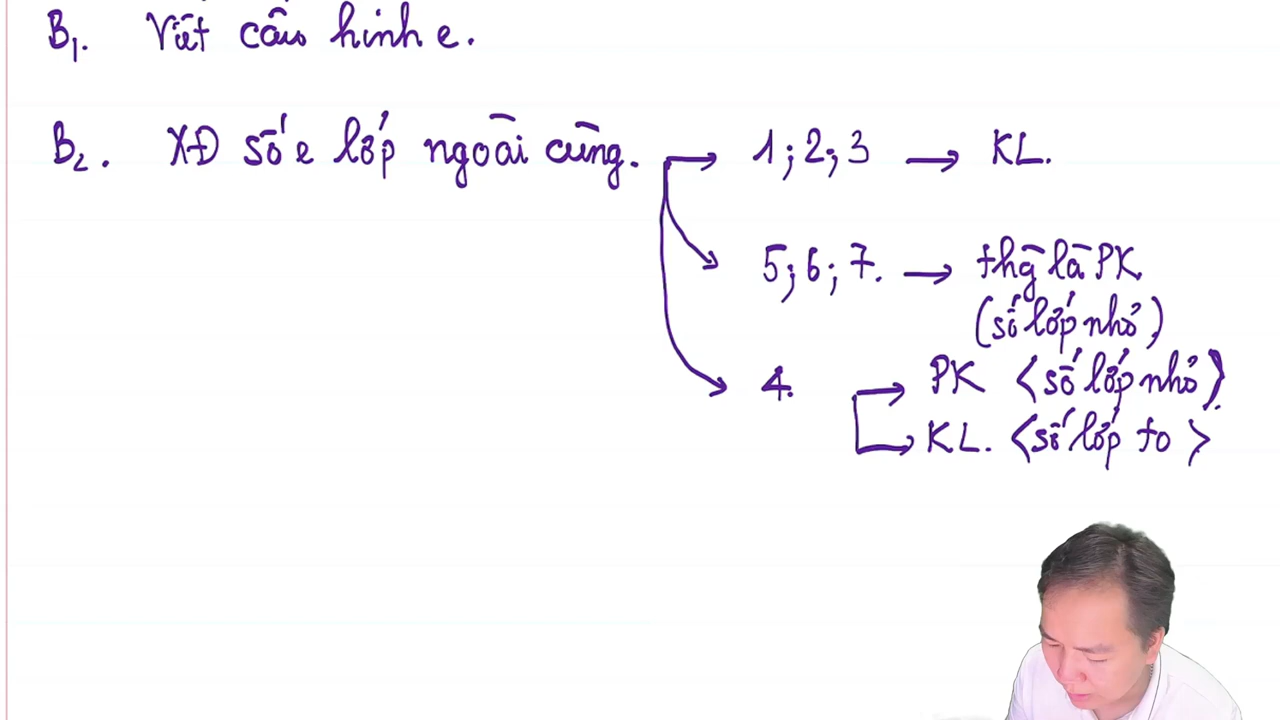 B1. Viết cấu hình e.
B2. XĐ số e lớp ngoài cùng. → 1; 2; 3 → KL.
5; 6; 7. → thg là PK
(số lớp nhỏ)
4. → PK <số lớp nhỏ>.
→ KL. <số lớp to>